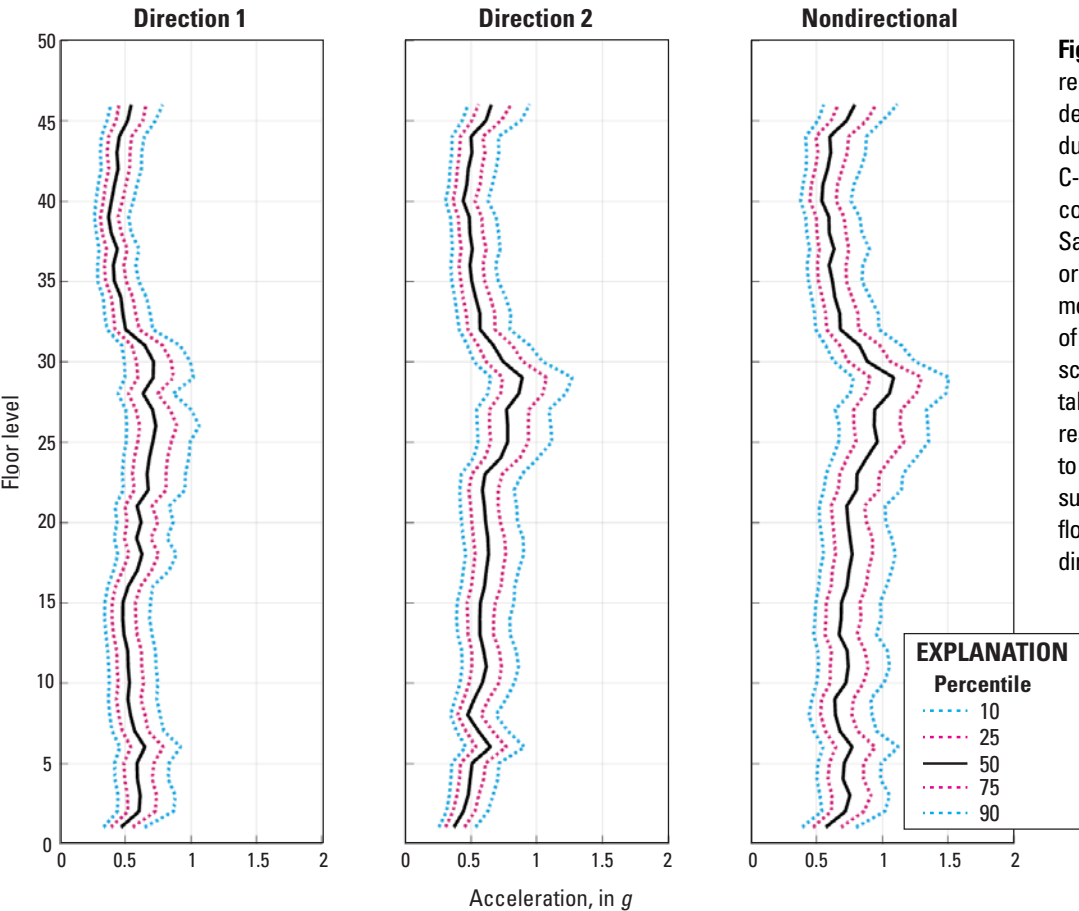 Direction 1
Direction 2
Nondirectional
50
45
40
35
30
25
20
15
10
5
0
Floor level
0 0.5 1 1.5 2
0 0.5 1 1.5 2
0 0.5 1 1.5 2
Acceleration, in g
EXPLANATION
Percentile
10
25
50
75
90
Fig
re
de
du
C-
co
Sa
or
me
of
sc
tal
re
to
su
flo
dir